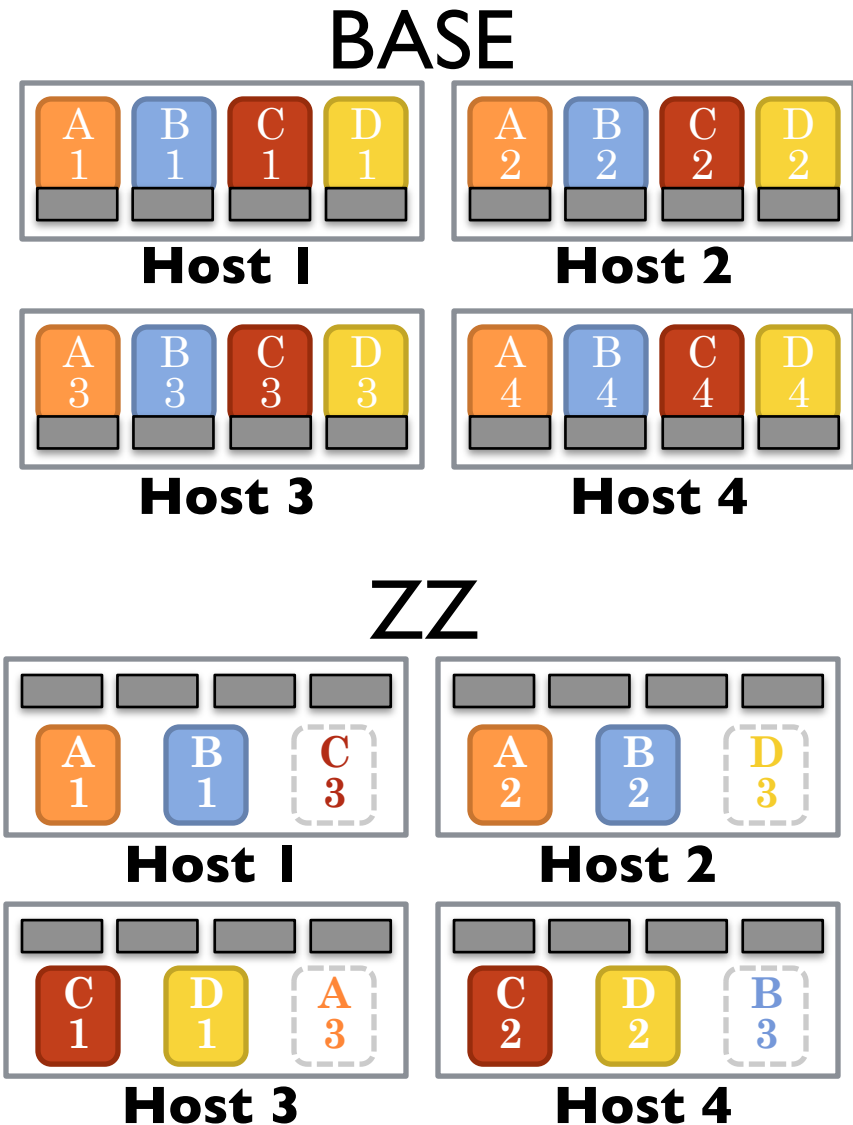 BASE
A B C D A B C D
1 1 1 1 2 2 2 2
Host 1 Host 2
A B C D A B C D
3 3 3 3 4 4 4 4
Host 3 Host 4
ZZ
A B C A B D
1 1 3 2 2 3
Host 1 Host 2
C D A C D B
1 1 3 2 2 3
Host 3 Host 4